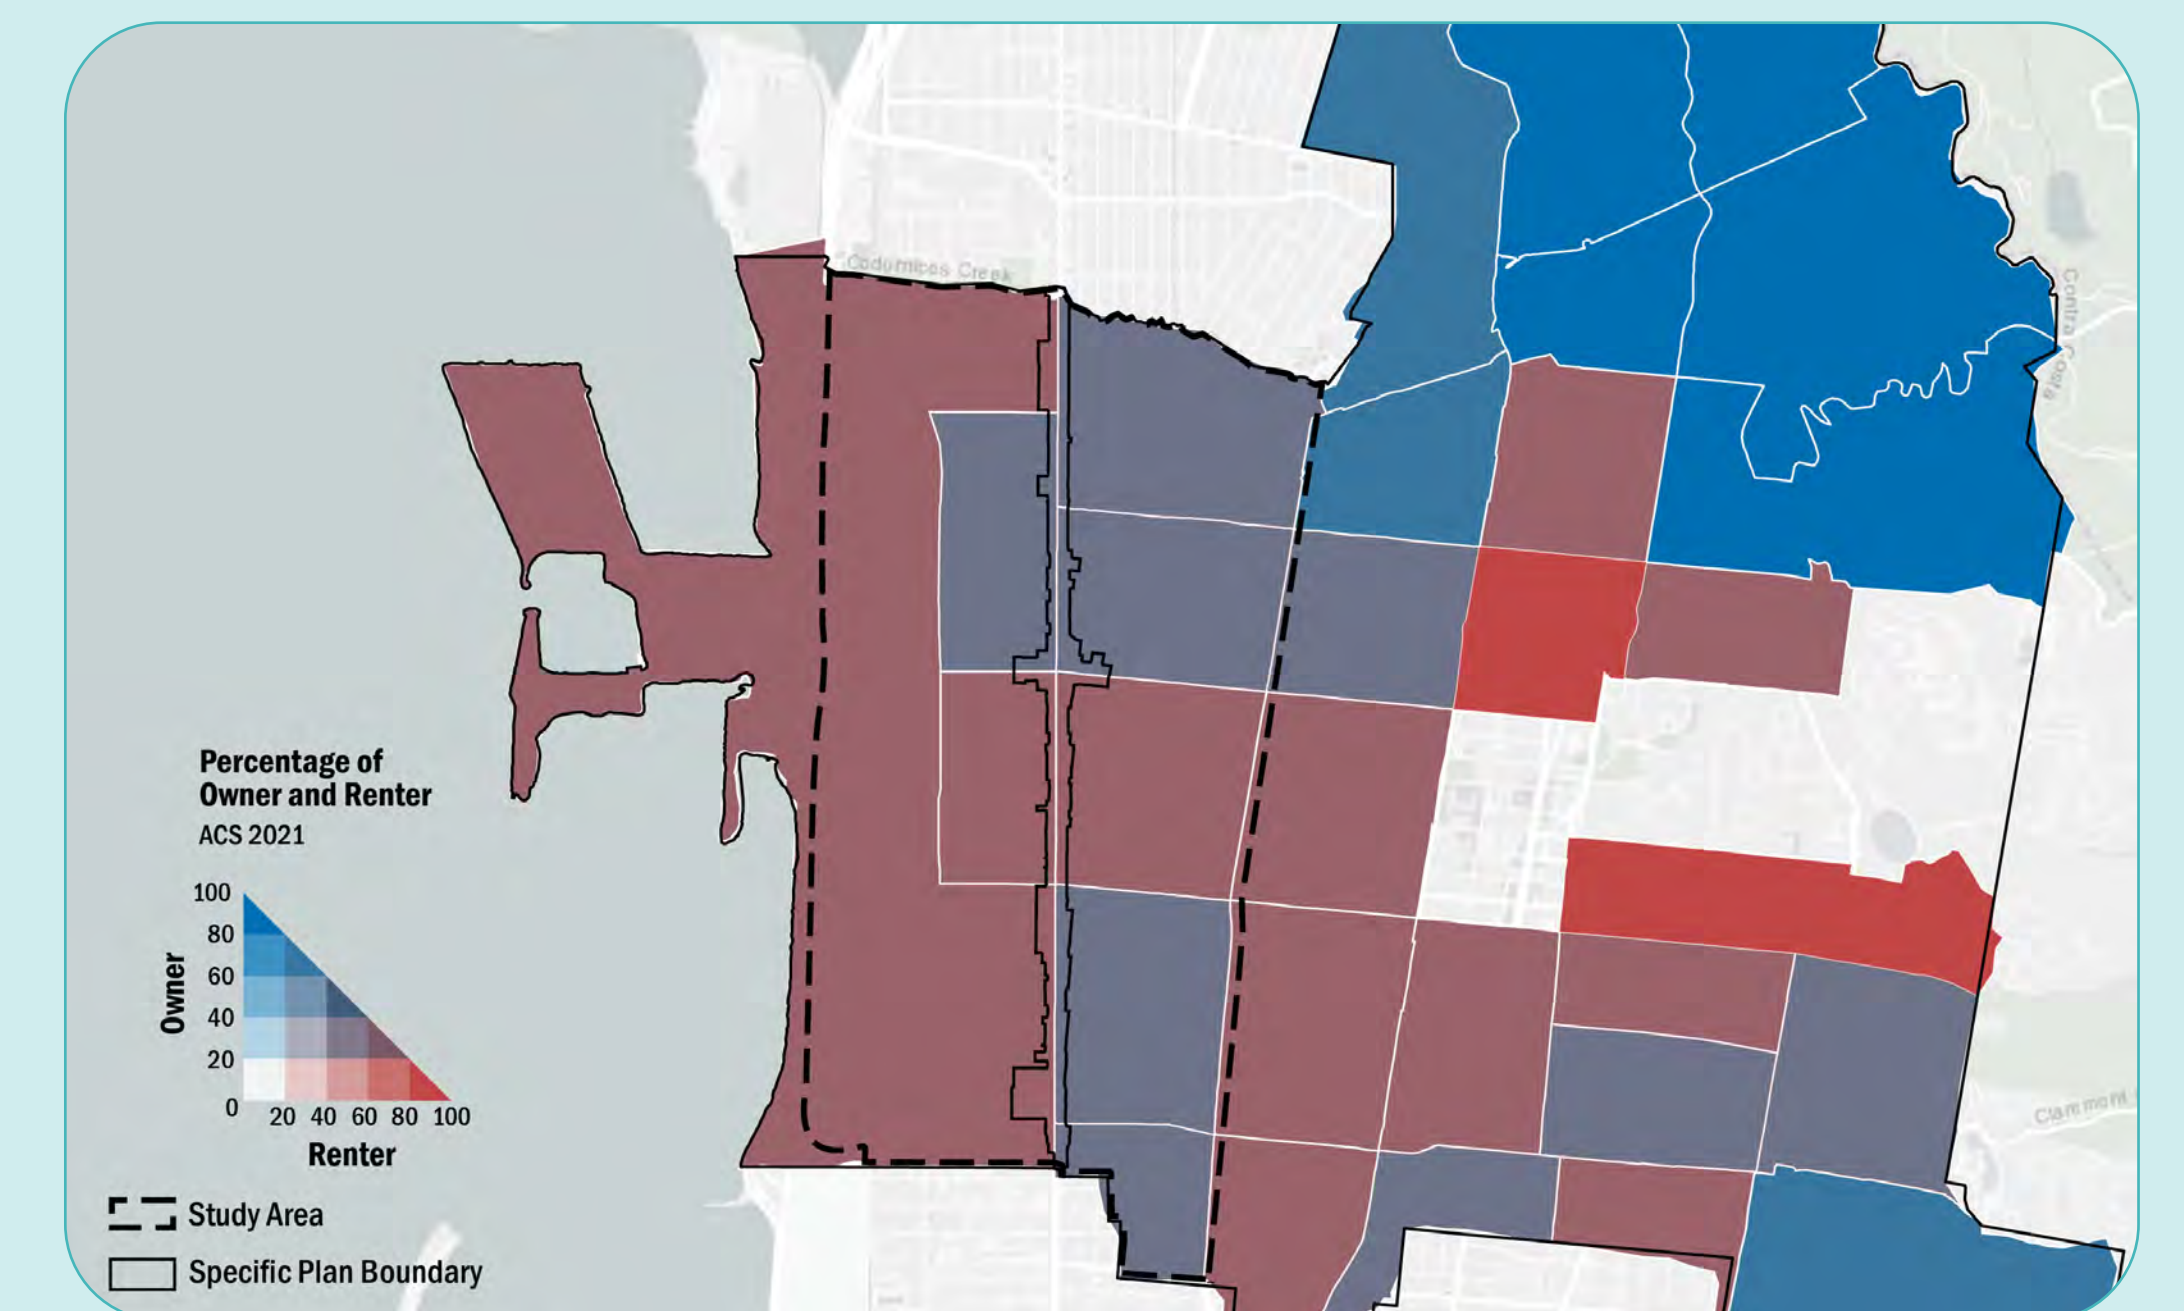 Codornices Creek
Contra Costa
Percentage of
Owner and Renter
ACS 2021
100
80
60
40
20
0
Owner
20 40 60 80 100
Renter
Study Area
Specific Plan Boundary
Claremont